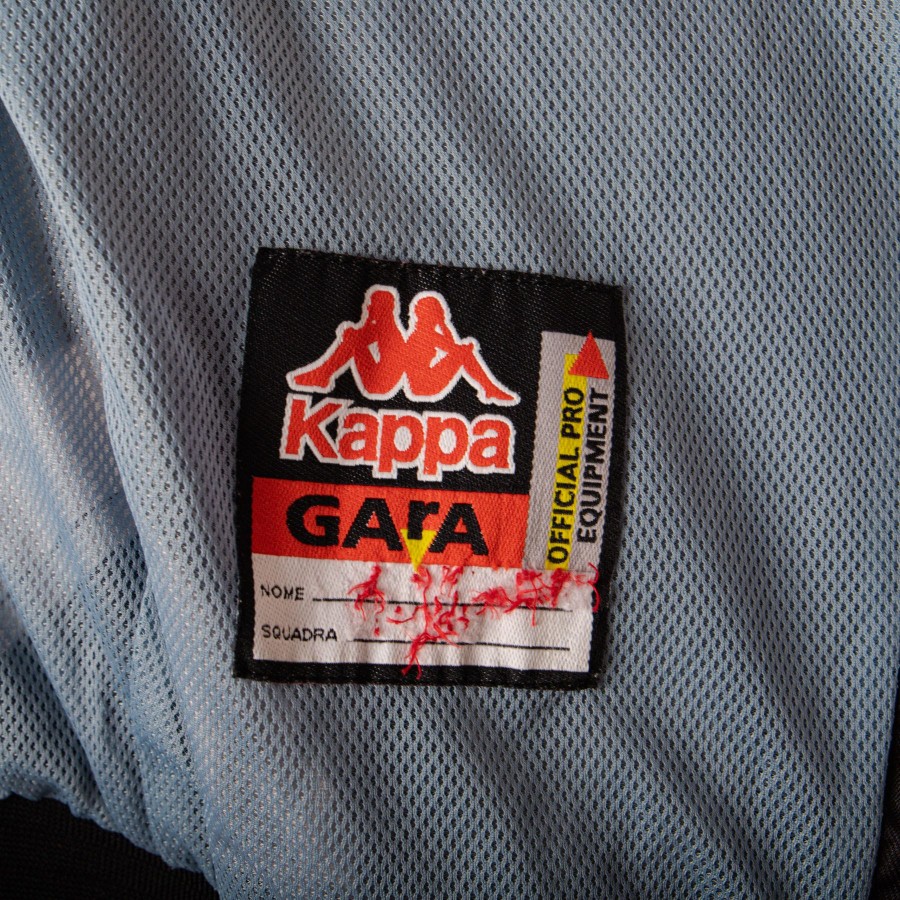 Kappa
GArA
OFFICIAL PRO
EQUIPMENT
NOME
SQUADRA